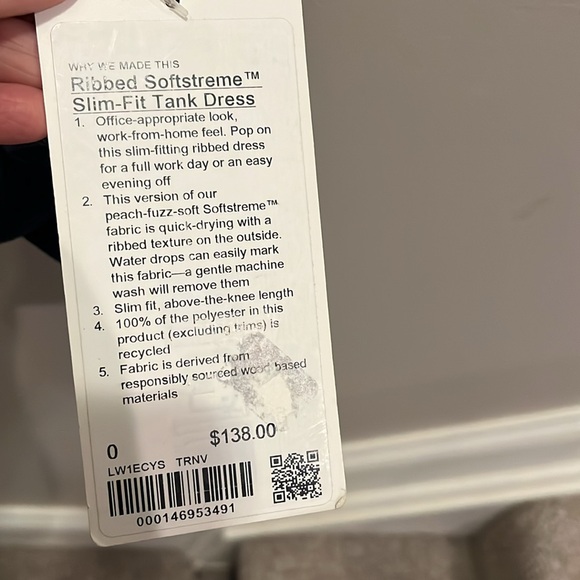 WHY WE MADE THIS
Ribbed Softstreme™
Slim-Fit Tank Dress
1. Office-appropriate look,
work-from-home feel. Pop on
this slim-fitting ribbed dress
for a full work day or an easy
evening off
2. This version of our
peach-fuzz-soft Softstreme™
fabric is quick-drying with a
ribbed texture on the outside.
Water drops can easily mark
this fabric—a gentle machine
wash will remove them
3. Slim fit, above-the-knee length
4. 100% of the polyester in this
product (excluding trims) is
recycled
5. Fabric is derived from
responsibly sourced wood based
materials
0 $138.00
LW1ECYS TRNV
000146953491